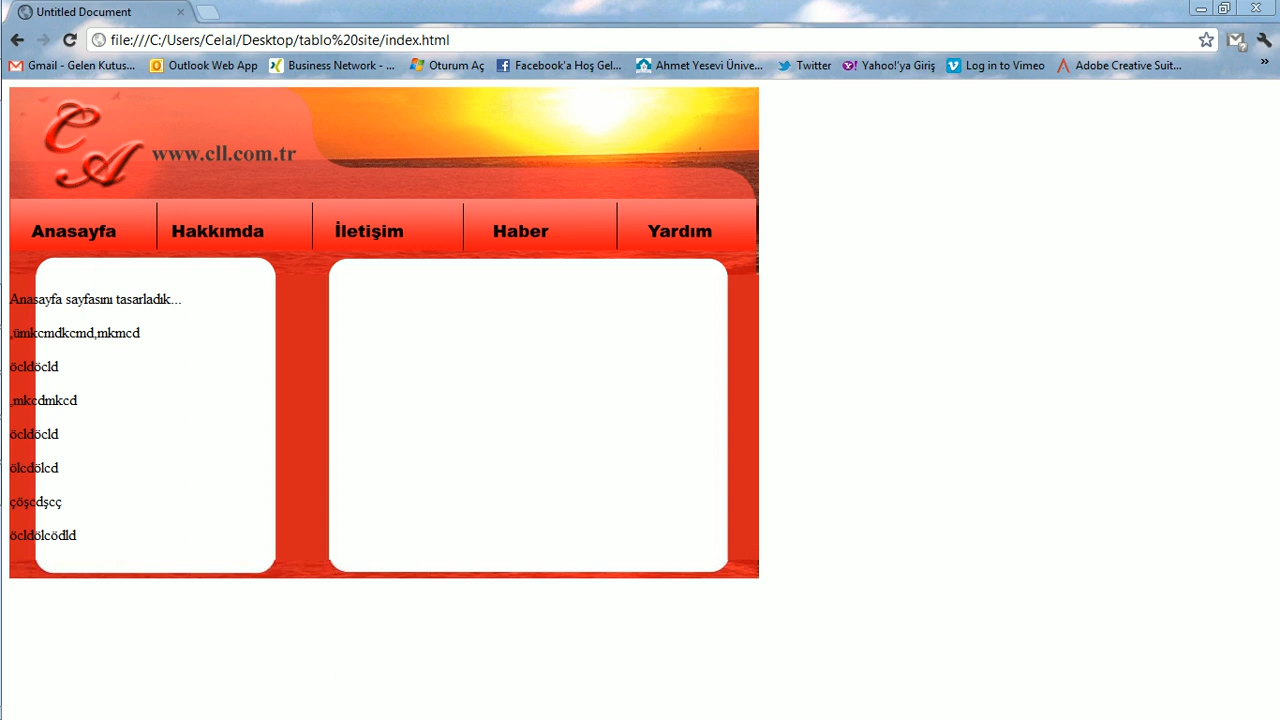 Untitled Document
file:///C:/Users/Celal/Desktop/tablo%20site/index.html
Gmail - Gelen Kutus... Outlook Web App Business Network - ... Oturum Aç Facebook'a Hoş Gel... Ahmet Yesevi Ünive... Twitter Yahoo!'ya Giriş Log in to Vimeo Adobe Creative Suit... »
CA www.cll.com.tr
Anasayfa Hakkımda İletişim Haber Yardım
Anasayfa sayfasını tasarladık...
,ümkcmdkcmd,mkmcd
öcldöcld
,mkcdmkcd
öcldöcld
ölcdölcd
çöşcdşcç
öcldölcödld